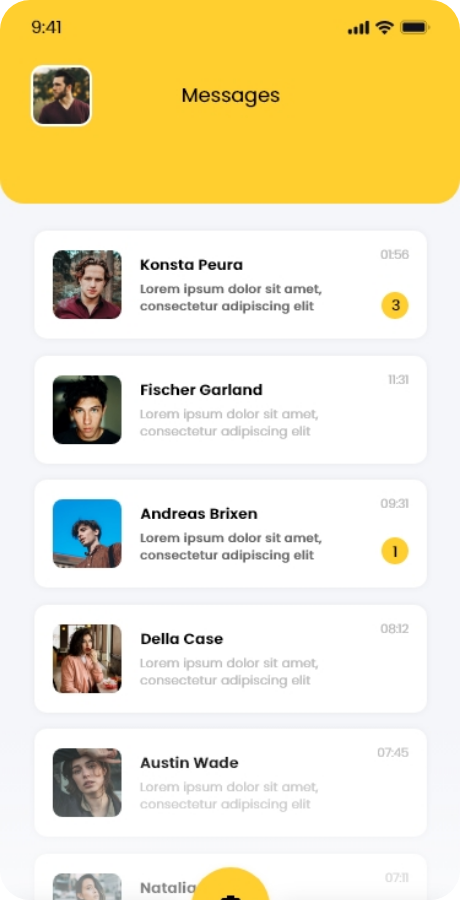 9:41
Messages
Konsta Peura
01:56
Lorem ipsum dolor sit amet,
consectetur adipiscing elit
3
Fischer Garland
11:31
Lorem ipsum dolor sit amet,
consectetur adipiscing elit
Andreas Brixen
09:31
Lorem ipsum dolor sit amet,
consectetur adipiscing elit
1
Della Case
08:12
Lorem ipsum dolor sit amet,
consectetur adipiscing elit
Austin Wade
07:45
Lorem ipsum dolor sit amet,
consectetur adipiscing elit
Natalia
07:11